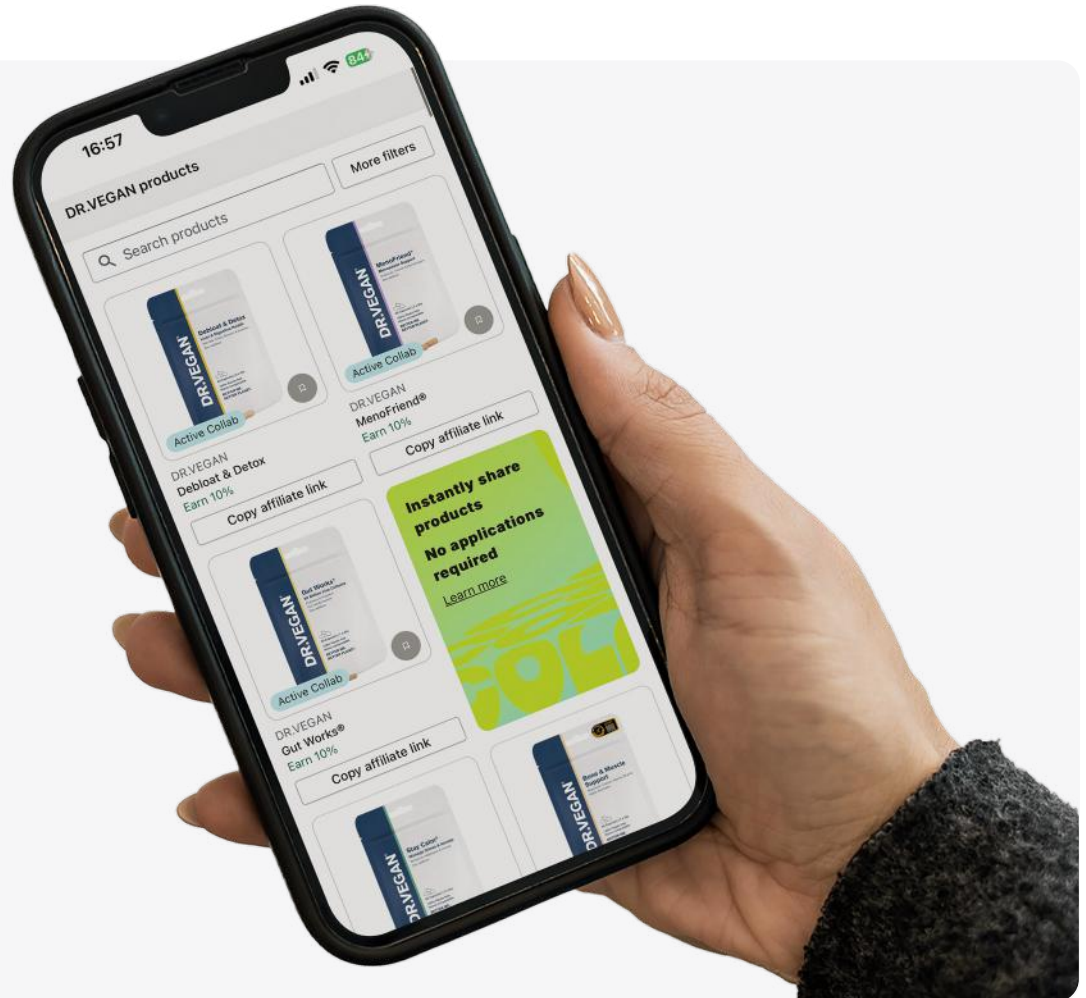 16:57
84
DR.VEGAN products
Search products
More filters
DR.VEGAN
Debloat & Detox
Active Collab
DR.VEGAN
Debloat & Detox
Earn 10%
Copy affiliate link
DR.VEGAN
MenoFriend®
Active Collab
DR.VEGAN
MenoFriend®
Earn 10%
Copy affiliate link
DR.VEGAN
Gut Works®
Active Collab
DR.VEGAN
Gut Works®
Earn 10%
Copy affiliate link
Instantly share
products
No applications
required
Learn more
DR.VEGAN
Stay Calm®
DR.VEGAN
Bone & Muscle
Support